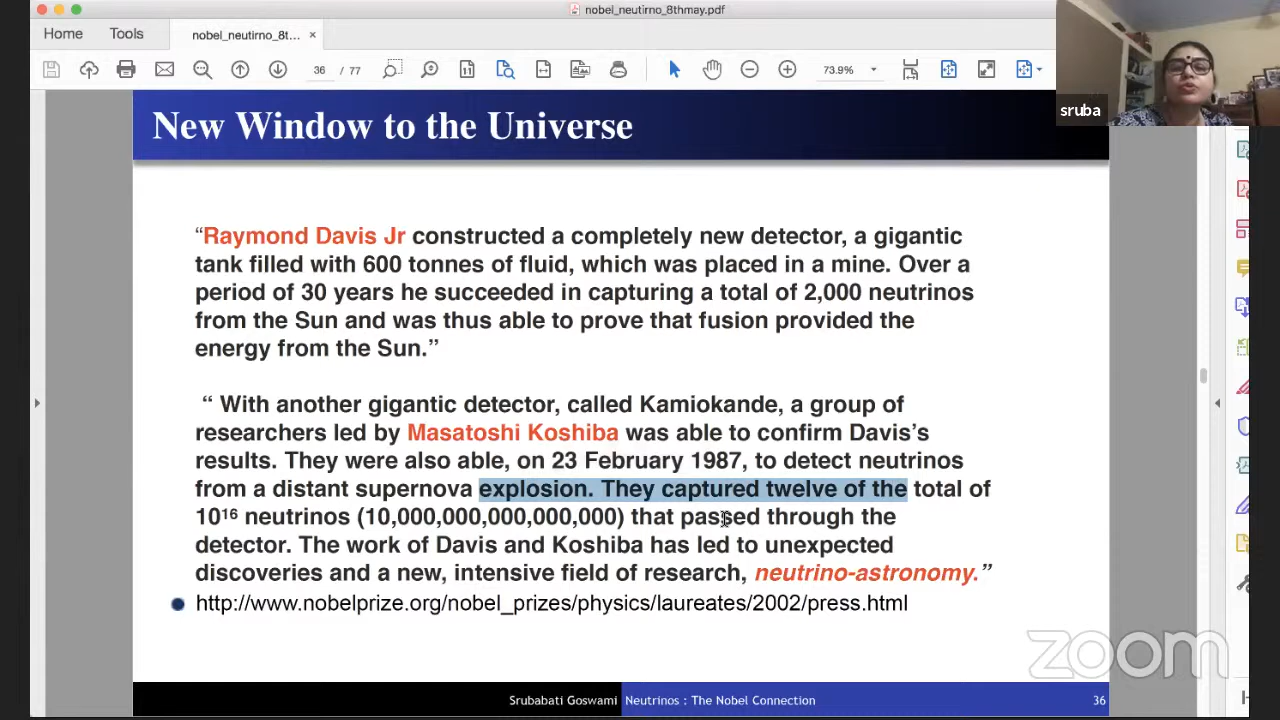 nobel_neutirno_8thmay.pdf
Home
Tools
nobel_neutirno_8t...
36 / 77
73.9%
sruba
New Window to the Universe
“Raymond Davis Jr constructed a completely new detector, a gigantic
tank filled with 600 tonnes of fluid, which was placed in a mine. Over a
period of 30 years he succeeded in capturing a total of 2,000 neutrinos
from the Sun and was thus able to prove that fusion provided the
energy from the Sun.”
“ With another gigantic detector, called Kamiokande, a group of
researchers led by Masatoshi Koshiba was able to confirm Davis’s
results. They were also able, on 23 February 1987, to detect neutrinos
from a distant supernova explosion. They captured twelve of the total of
10¹⁶ neutrinos (10,000,000,000,000,000) that passed through the
detector. The work of Davis and Koshiba has led to unexpected
discoveries and a new, intensive field of research, neutrino-astronomy.”
http://www.nobelprize.org/nobel_prizes/physics/laureates/2002/press.html
zoom
Srubabati Goswami
Neutrinos : The Nobel Connection
36